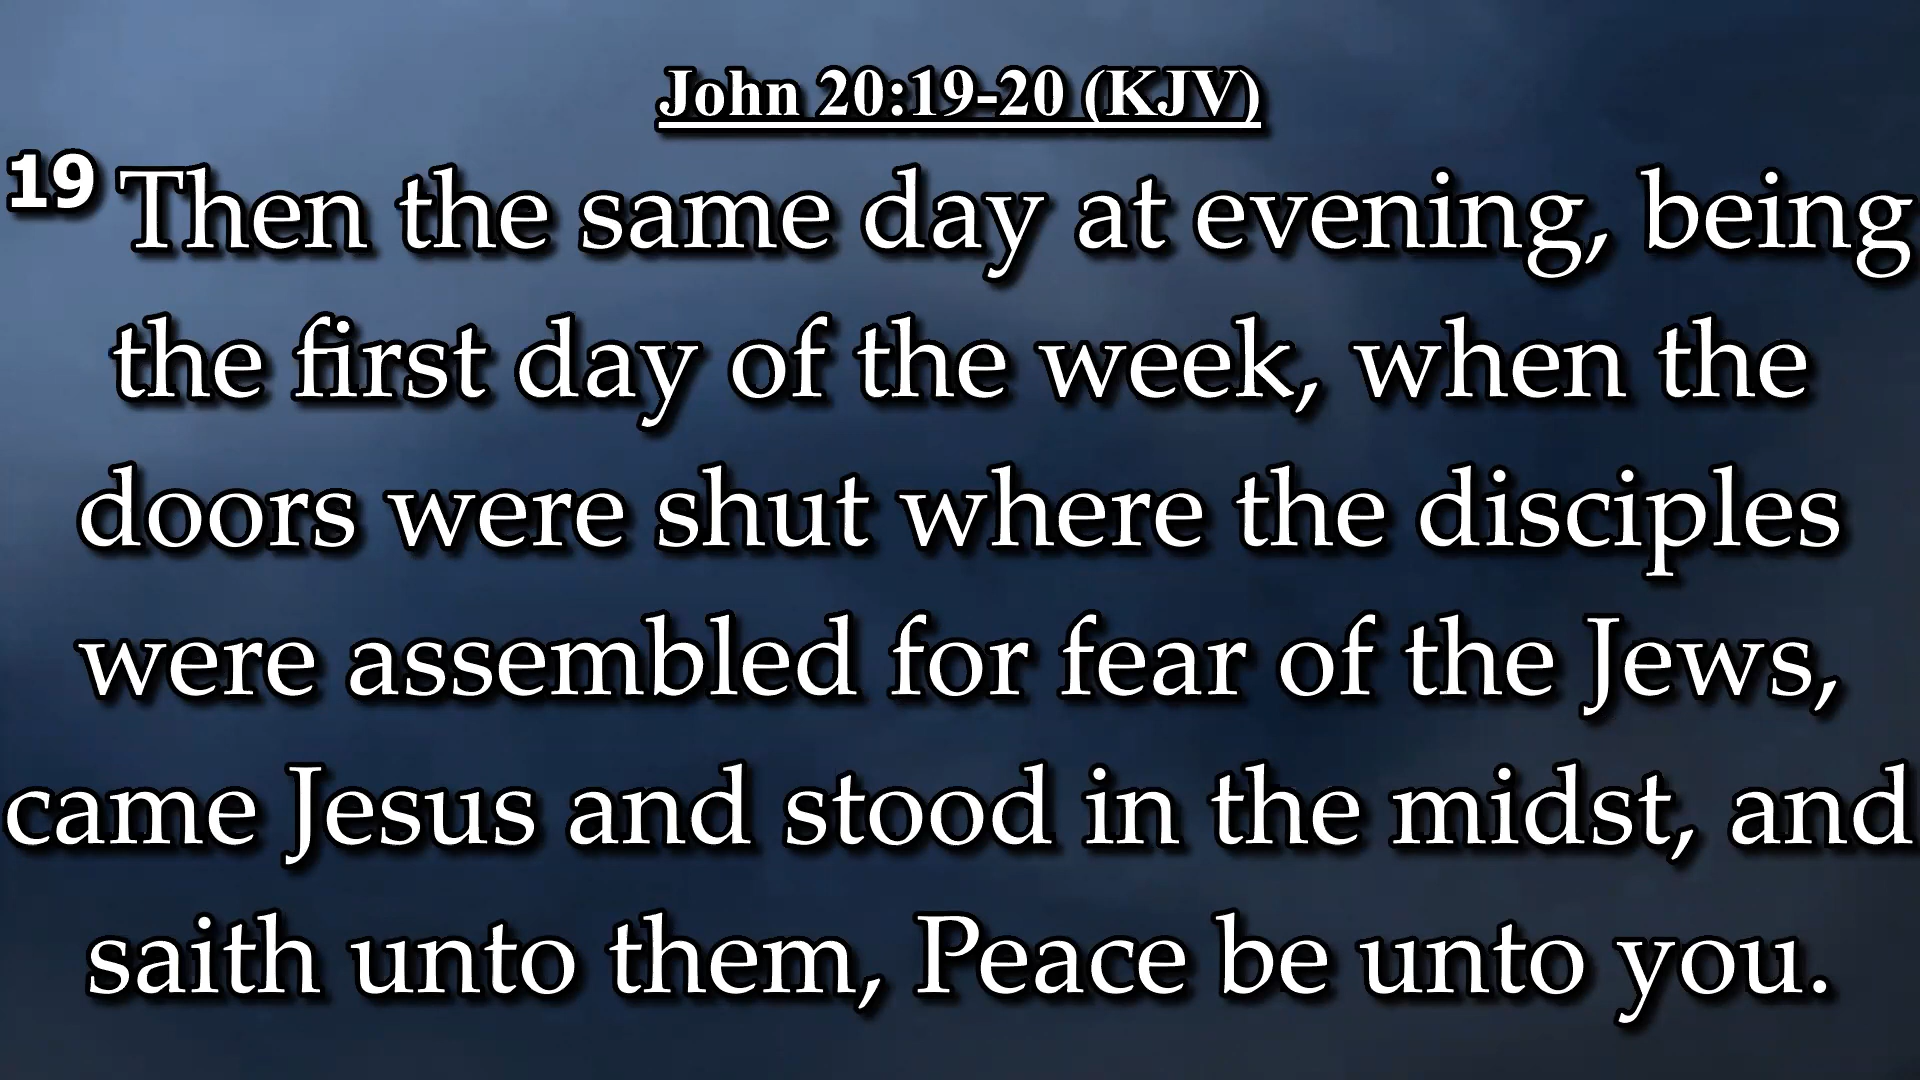 John 20:19-20 (KJV)
19 Then the same day at evening, being
the first day of the week, when the
doors were shut where the disciples
were assembled for fear of the Jews,
came Jesus and stood in the midst, and
saith unto them, Peace be unto you.